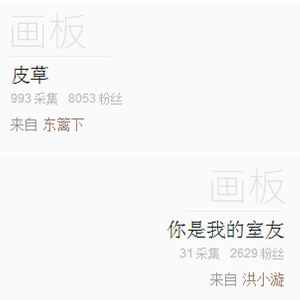 画板
皮草
993 采集 8053 粉丝
来自 东篱下
画板
你是我的室友
31 采集 2629 粉丝
来自 洪小漩